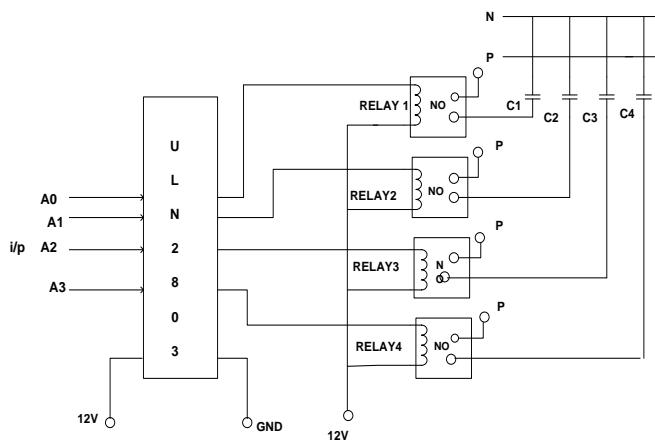 N
P
P
RELAY 1
NO
C1
C2
C3
C4
U
L
N
2
8
0
3
P
RELAY2
NO
A0
A1
i/p A2
A3
P
RELAY3
N
O
P
RELAY4
NO
12V
GND
12V